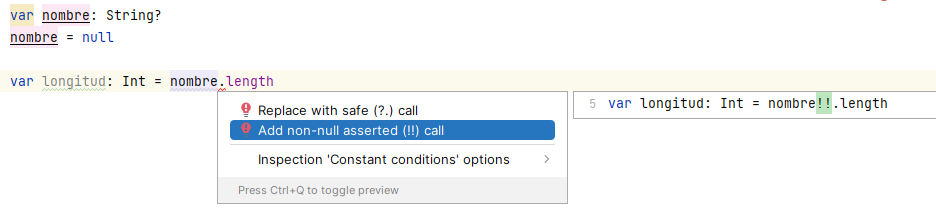 var nombre: String?
nombre = null
var longitud: Int = nombre.length
Replace with safe (?.) call
Add non-null asserted (!!) call
Inspection 'Constant conditions' options
Press Ctrl+Q to toggle preview
5 var longitud: Int = nombre!!.length